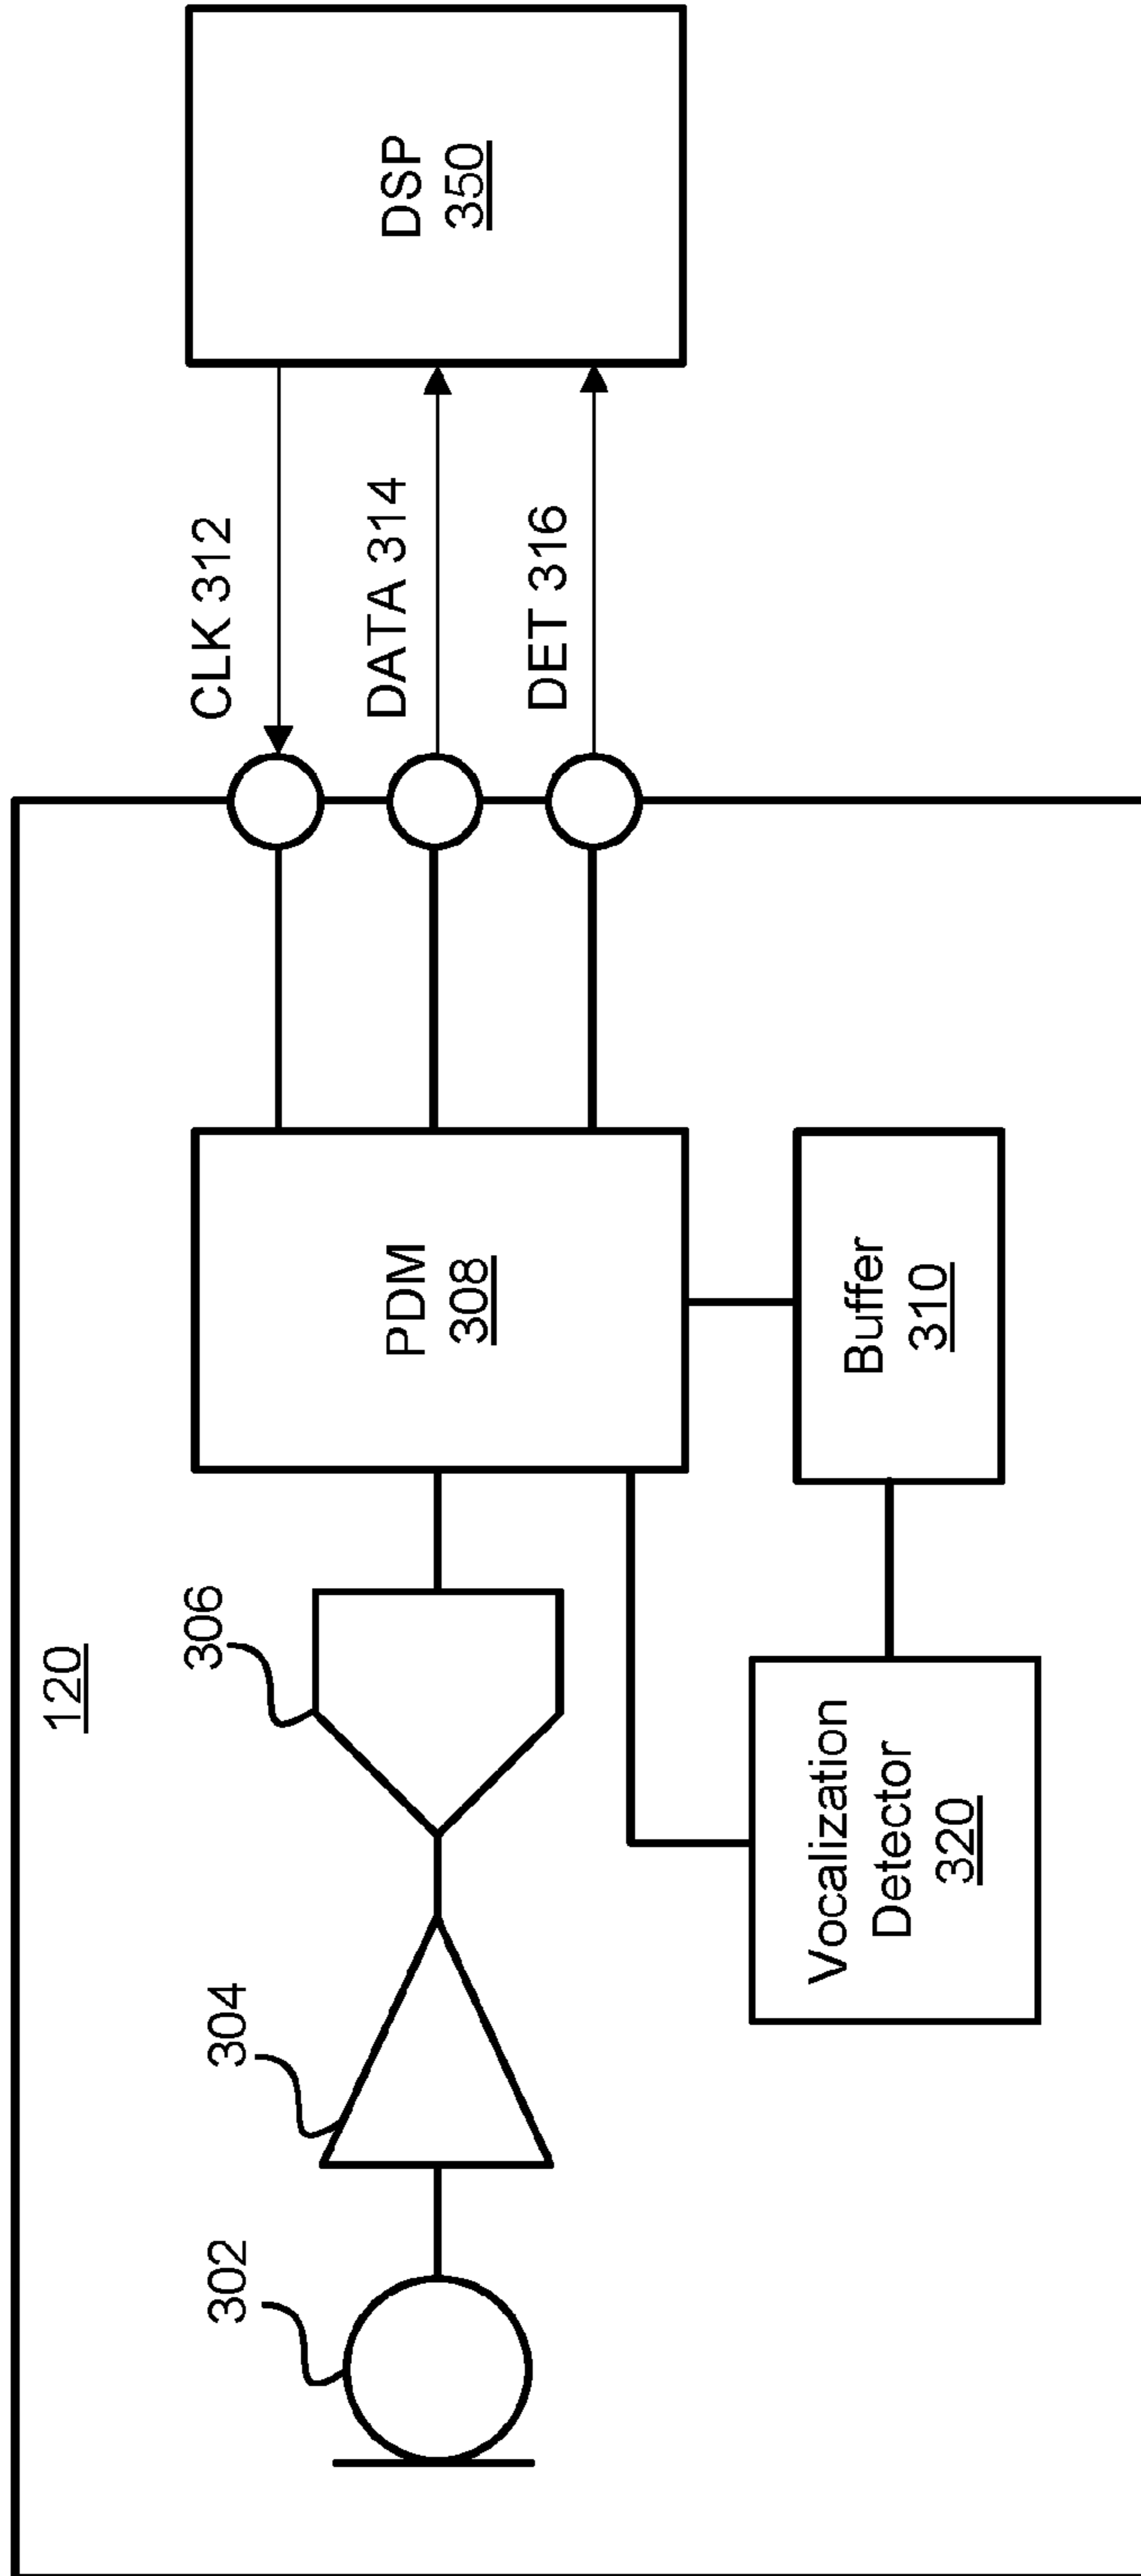 120
302
304
306
PDM
308
CLK 312
DATA 314
DET 316
DSP
350
Vocalization
Detector
320
Buffer
310